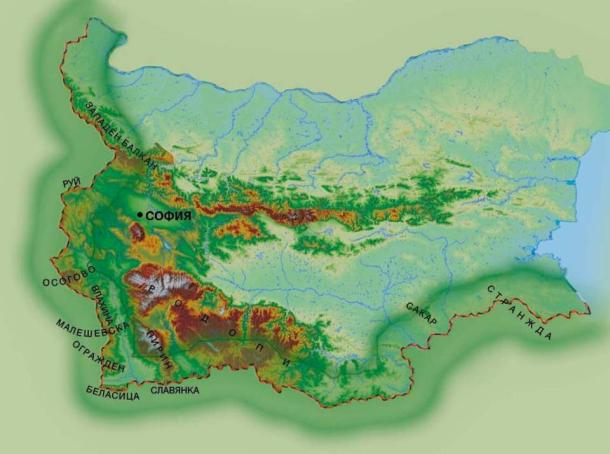 ЗАПАДЕН БАЛКАН
РУЙ
СОФИЯ
ОСОГОВО
ВЛАХИНА
РОДОПИ
СТРАНДЖА
САКАР
МАЛЕШЕВСКА
ПИРИН
ОГРАЖДЕН
БЕЛАСИЦА
СЛАВЯНКА